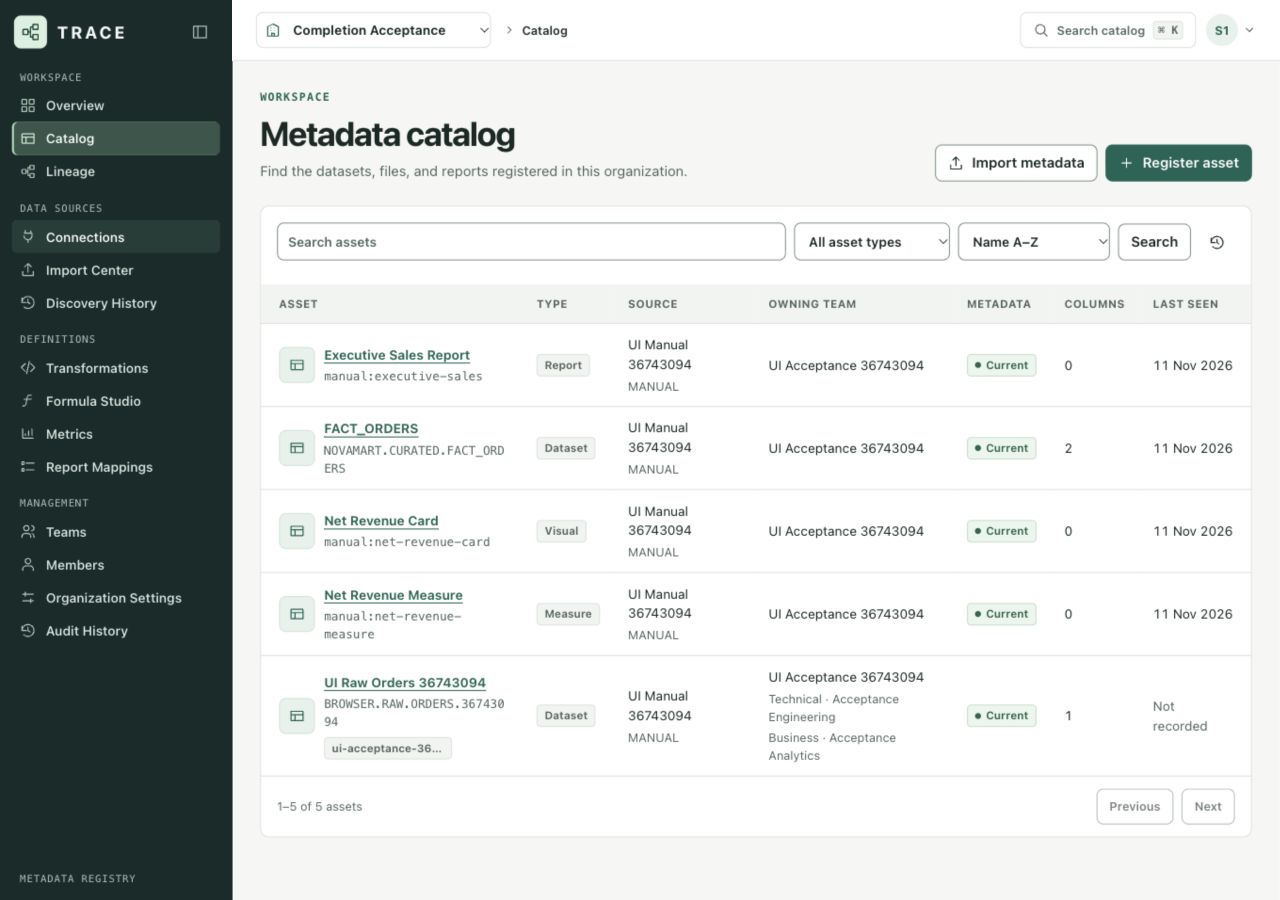 TRACE
WORKSPACE
Overview
Catalog
Lineage
DATA SOURCES
Connections
Import Center
Discovery History
DEFINITIONS
Transformations
Formula Studio
Metrics
Report Mappings
MANAGEMENT
Teams
Members
Organization Settings
Audit History
METADATA REGISTRY
Completion Acceptance
Catalog
Search catalog ⌘ K
S1
WORKSPACE
Metadata catalog
Find the datasets, files, and reports registered in this organization.
Import metadata
+ Register asset
Search assets
All asset types
Name A–Z
Search
ASSET TYPE SOURCE OWNING TEAM METADATA COLUMNS LAST SEEN
Executive Sales Report
manual:executive-sales
Report
UI Manual
36743094
MANUAL
UI Acceptance 36743094
Current
0
11 Nov 2026
FACT_ORDERS
NOVAMART.CURATED.FACT_ORD
ERS
Dataset
UI Manual
36743094
MANUAL
UI Acceptance 36743094
Current
2
11 Nov 2026
Net Revenue Card
manual:net-revenue-card
Visual
UI Manual
36743094
MANUAL
UI Acceptance 36743094
Current
0
11 Nov 2026
Net Revenue Measure
manual:net-revenue-
measure
Measure
UI Manual
36743094
MANUAL
UI Acceptance 36743094
Current
0
11 Nov 2026
UI Raw Orders 36743094
BROWSER.RAW.ORDERS.367430
94
ui-acceptance-36...
Dataset
UI Manual
36743094
MANUAL
UI Acceptance 36743094
Technical · Acceptance
Engineering
Business · Acceptance
Analytics
Current
1
Not
recorded
1–5 of 5 assets
Previous
Next